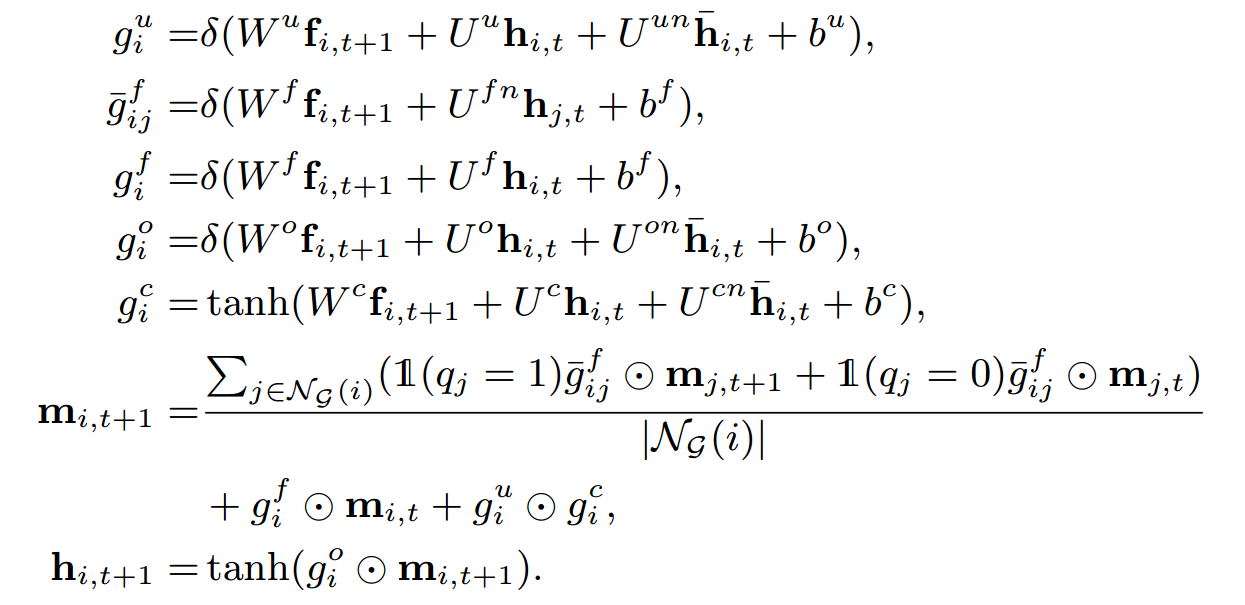 g_i^u = δ(W^u f_{i,t+1} + U^u h_{i,t} + U^{un} h̄_{i,t} + b^u),
ḡ_{ij}^f = δ(W^f f_{i,t+1} + U^{fn} h_{j,t} + b^f),
g_i^f = δ(W^f f_{i,t+1} + U^f h_{i,t} + b^f),
g_i^o = δ(W^o f_{i,t+1} + U^o h_{i,t} + U^{on} h̄_{i,t} + b^o),
g_i^c = tanh(W^c f_{i,t+1} + U^c h_{i,t} + U^{cn} h̄_{i,t} + b^c),
m_{i,t+1} = \frac{∑_{j∈𝒩_𝒢(i)} (𝟙(q_j = 1) ḡ_{ij}^f ⊙ m_{j,t+1} + 𝟙(q_j = 0) ḡ_{ij}^f ⊙ m_{j,t})}{|𝒩_𝒢(i)|}
+ g_i^f ⊙ m_{i,t} + g_i^u ⊙ g_i^c,
h_{i,t+1} = tanh(g_i^o ⊙ m_{i,t+1}).